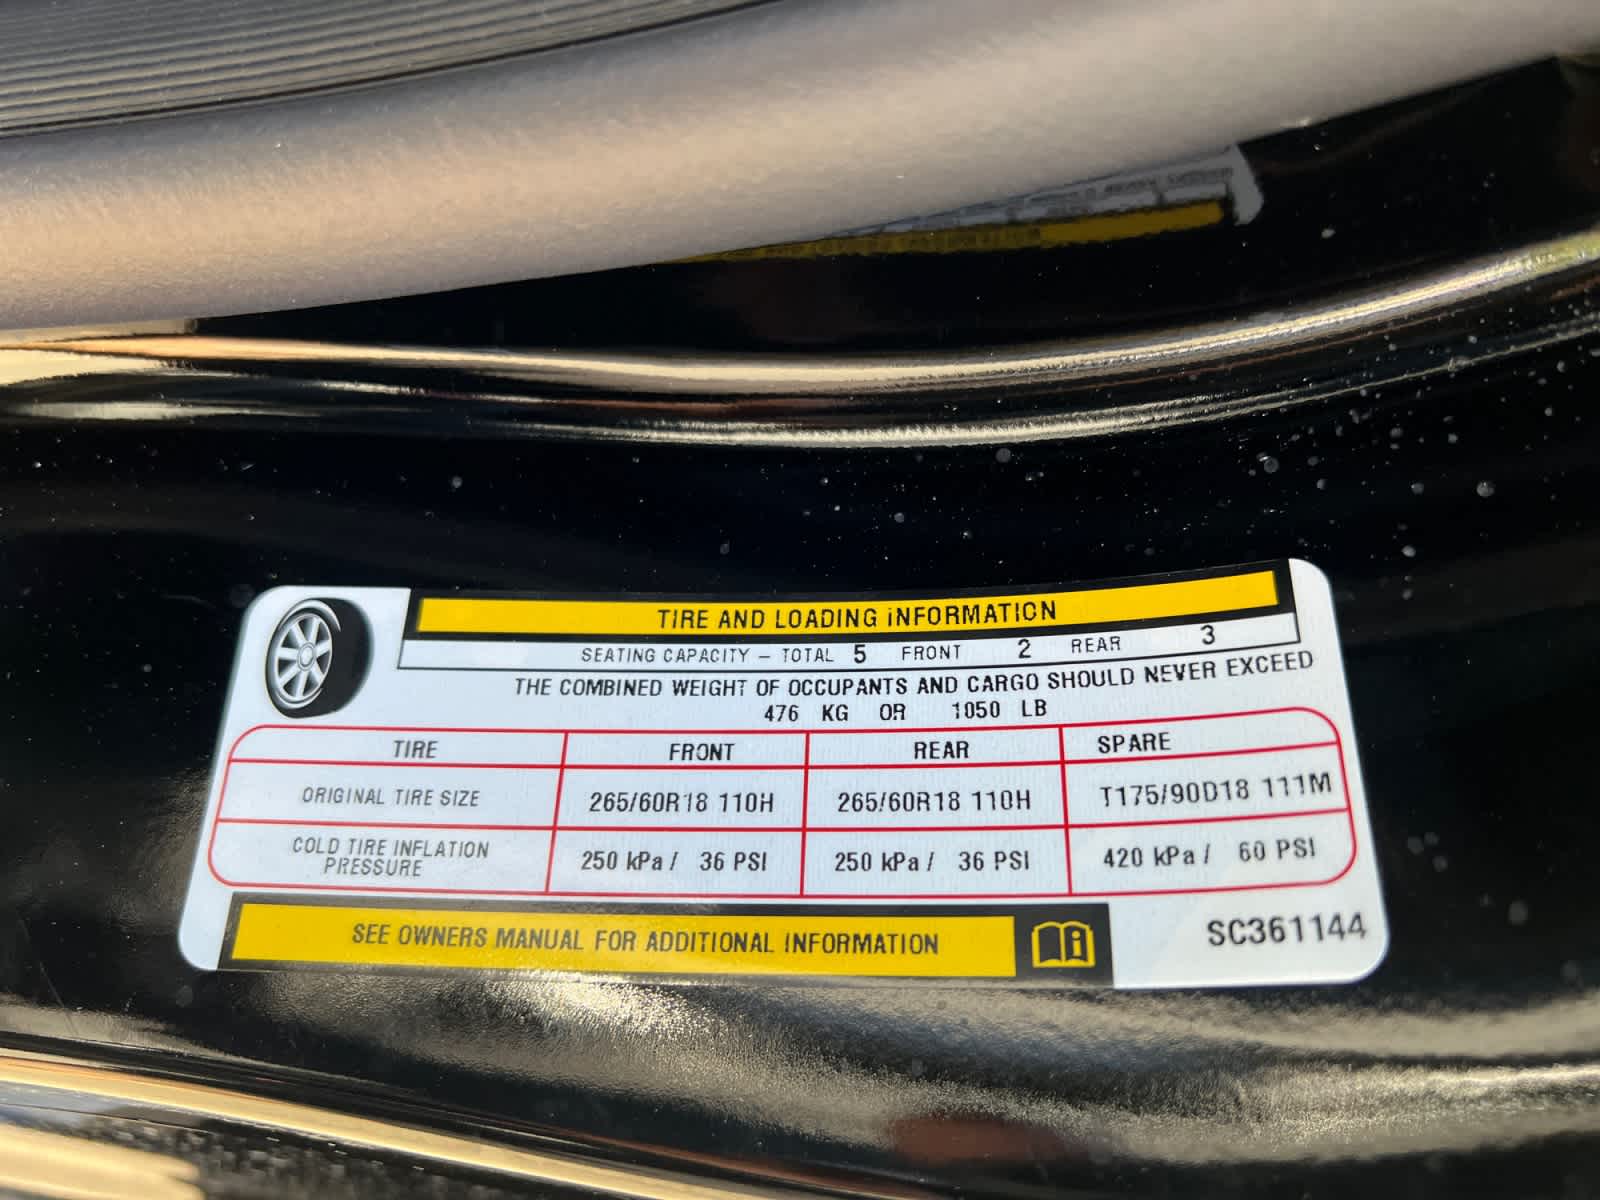 TIRE AND LOADING iNFORMATION
SEATING CAPACITY – TOTAL 5 FRONT 2 REAR 3
THE COMBINED WEIGHT OF OCCUPANTS AND CARGO SHOULD NEVER EXCEED
476 KG OR 1050 LB
TIRE FRONT REAR SPARE
ORIGINAL TIRE SIZE 265/60R18 110H 265/60R18 110H T175/90D18 111M
COLD TIRE INFLATION
PRESSURE 250 kPa / 36 PSI 250 kPa / 36 PSI 420 kPa / 60 PSI
SEE OWNERS MANUAL FOR ADDITIONAL INFORMATION
SC361144